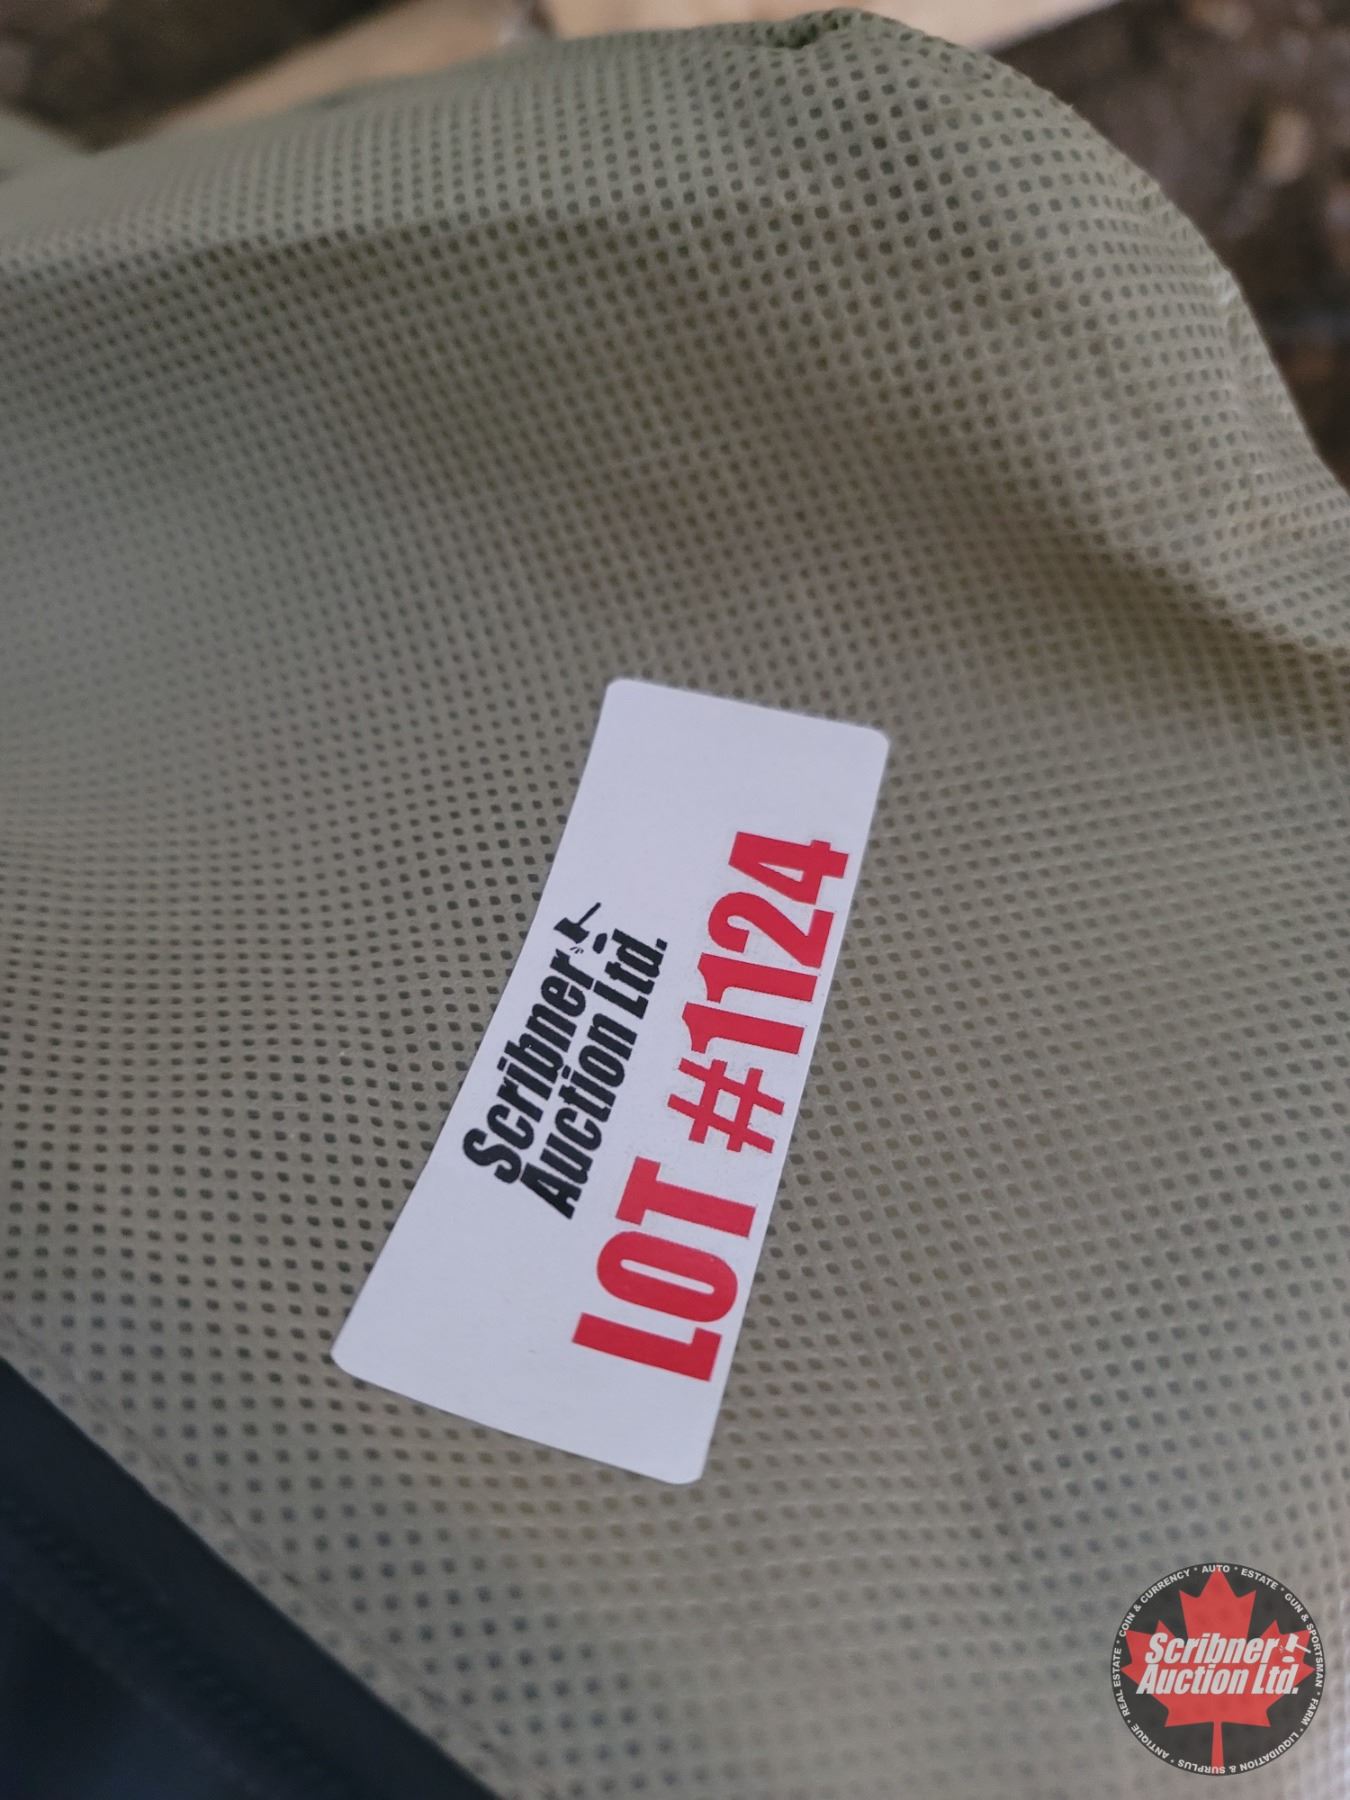 Scribner
Auction Ltd.
LOT #1124
COIN & CURRENCY * AUTO * ESTATE * GUN & SPORTSMAN * FARM * LIQUIDATION & SURPLUS * ANTIQUE * REAL ESTATE *
Scribner
Auction Ltd.